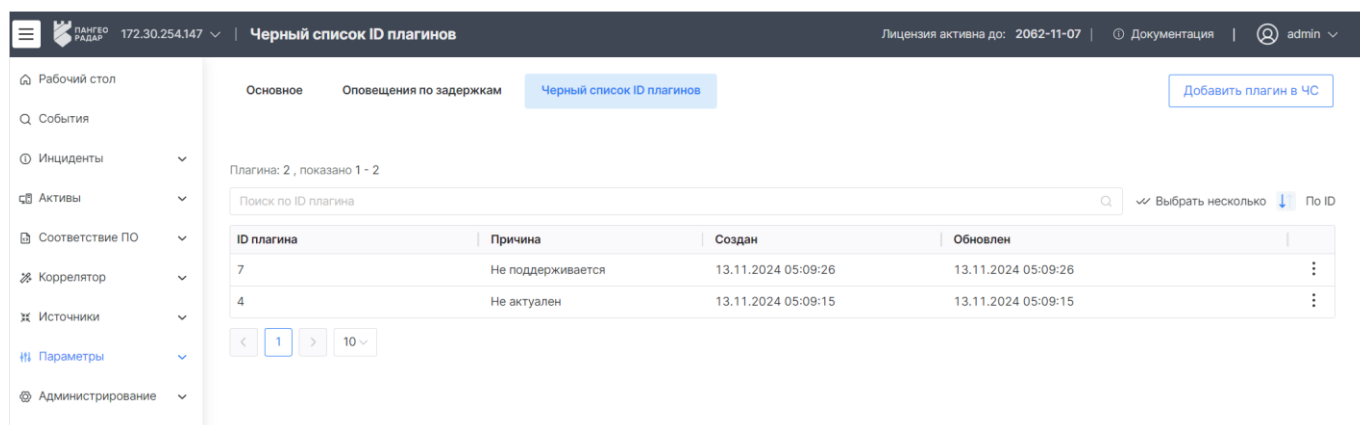 ПАНГЕО РАДАР 172.30.254.147 | Черный список ID плагинов Лицензия активна до: 2062-11-07 | Документация | admin
Рабочий стол
События
Инциденты
Активы
Соответствие ПО
Коррелятор
Источники
Параметры
Администрирование
Основное Оповещения по задержкам Черный список ID плагинов Добавить плагин в ЧС
Плагина: 2 , показано 1 - 2
Поиск по ID плагина Выбрать несколько По ID
ID плагина Причина Создан Обновлен
7 Не поддерживается 13.11.2024 05:09:26 13.11.2024 05:09:26
4 Не актуален 13.11.2024 05:09:15 13.11.2024 05:09:15
1 10